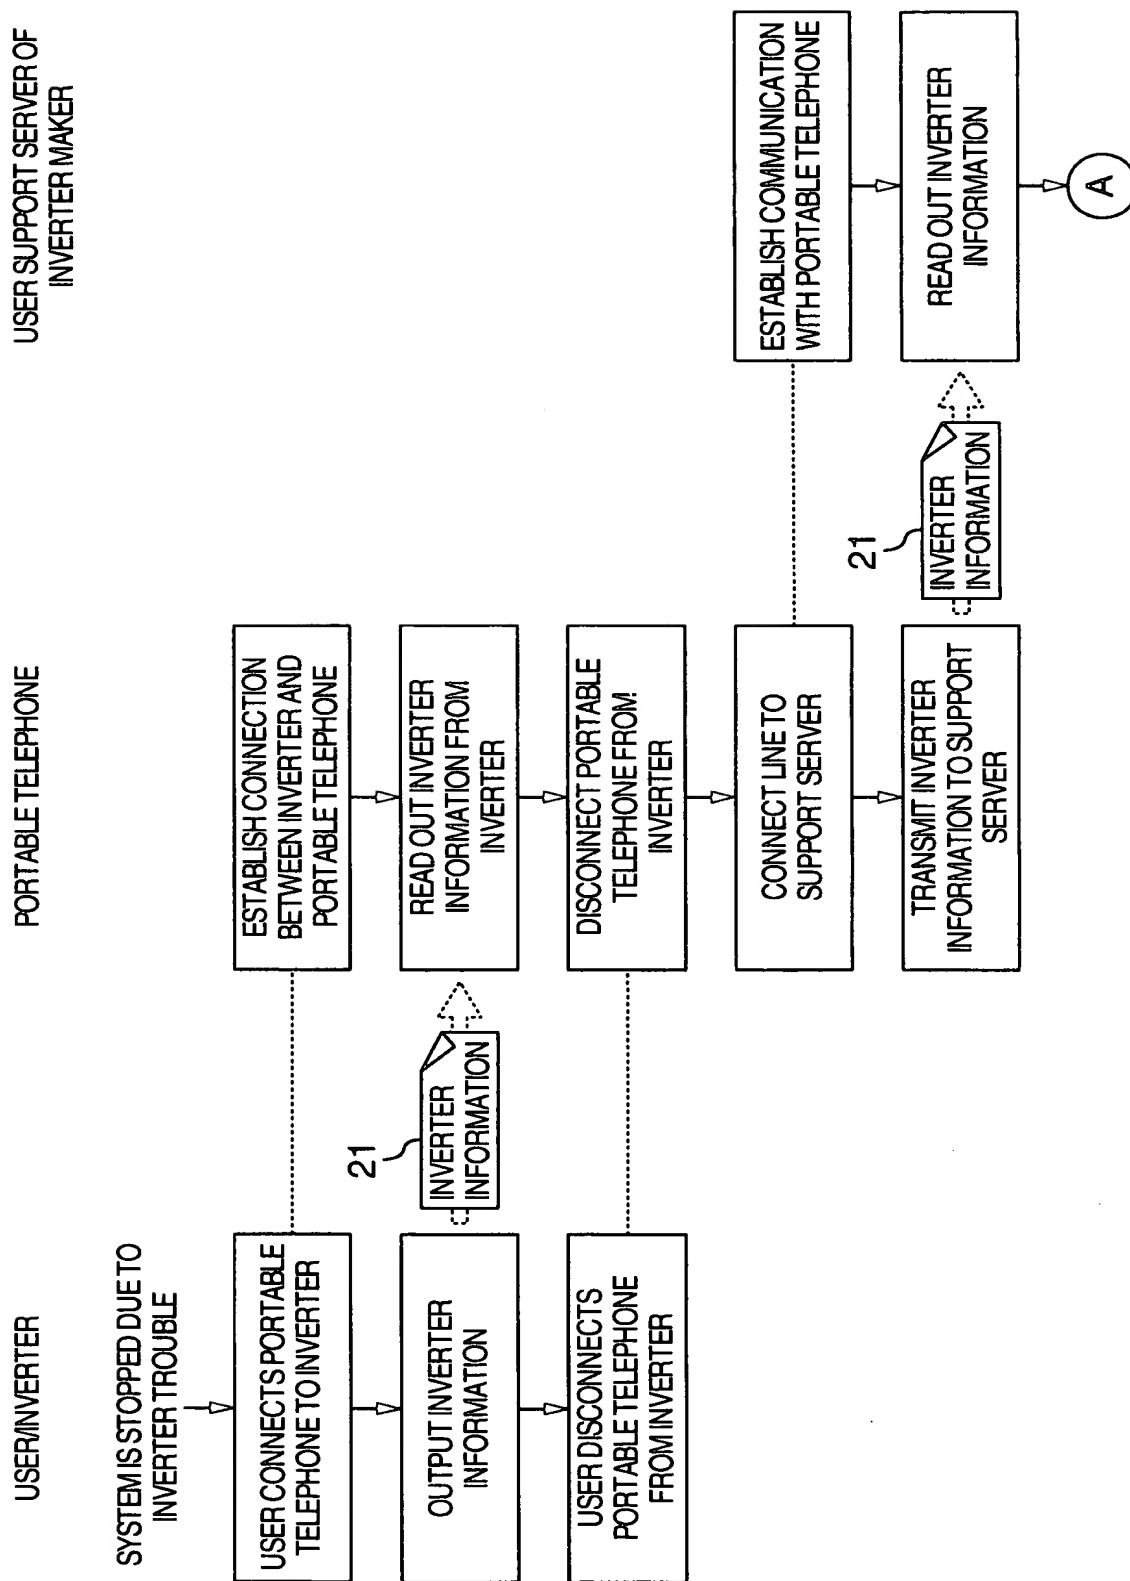 USER/INVERTER
PORTABLE TELEPHONE
USER SUPPORT SERVER OF
INVERTER MAKER
SYSTEM IS STOPPED DUE TO
INVERTER TROUBLE
USER CONNECTS PORTABLE
TELEPHONE TO INVERTER
ESTABLISH CONNECTION
BETWEEN INVERTER AND
PORTABLE TELEPHONE
OUTPUT INVERTER
INFORMATION
21
INVERTER
INFORMATION
READ OUT INVERTER
INFORMATION FROM
INVERTER
USER DISCONNECTS
PORTABLE TELEPHONE
FROM INVERTER
DISCONNECT PORTABLE
TELEPHONE FROM
INVERTER
CONNECT LINE TO
SUPPORT SERVER
ESTABLISH COMMUNICATION
WITH PORTABLE TELEPHONE
TRANSMIT INVERTER
INFORMATION TO SUPPORT
SERVER
21
INVERTER
INFORMATION
READ OUT INVERTER
INFORMATION
A